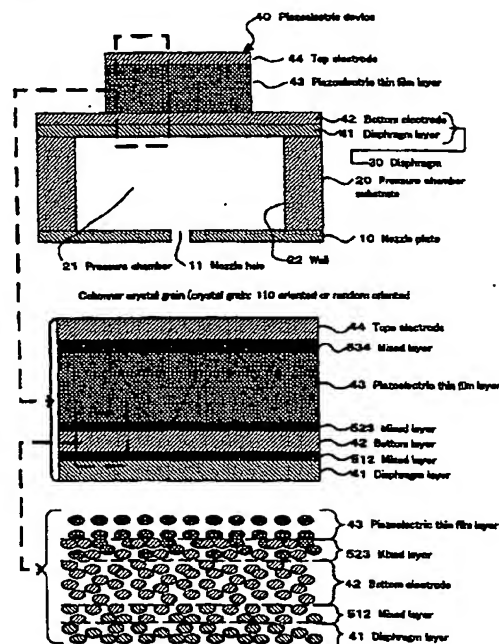 40 Piezoelectric device
44 Top electrode
43 Piezoelectric thin film layer
42 Bottom electrode
41 Diaphragm layer
30 Diaphragm
20 Pressure chamber substrate
10 Nozzle plate
21 Pressure chamber
11 Nozzle hole
22 Wall
Columner crystal grain (crystal grain: 110 oriented or random oriented
44 Tope electrode
534 Mixed layer
43 Piezoelectric thin film layer
523 Mixed layer
42 Bottom layer
512 Mixed layer
41 Diaphragm layer
43 Piezoelectric thin film layer
523 Mixed layer
42 Bottom electrode
512 Mixed layer
41 Diaphragm layer